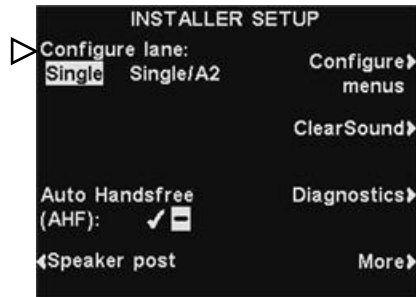 INSTALLER SETUP
Configure lane:
Single Single/A2
Configure
menus
ClearSound
Auto Handsfree
(AHF):
Diagnostics
Speaker post
More